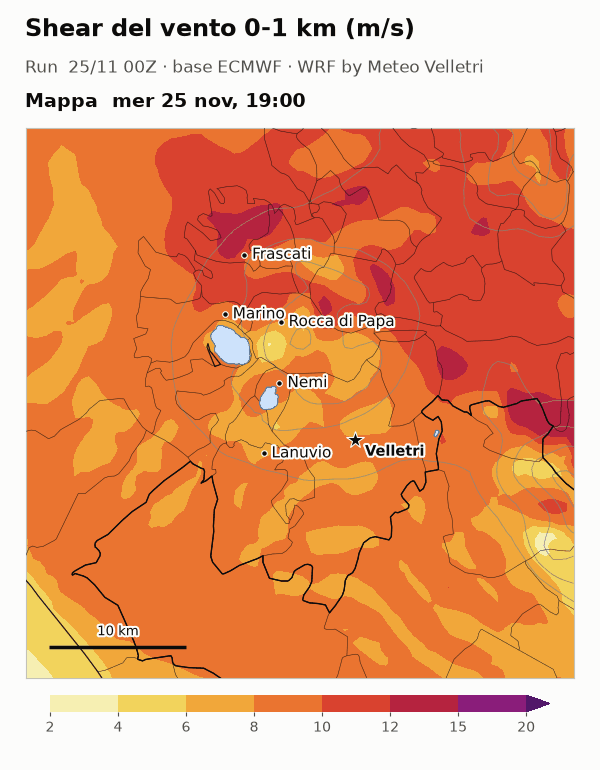 Shear del vento 0-1 km (m/s)
Run  25/11 00Z · base ECMWF · WRF by Meteo Velletri
Mappa  mer 25 nov, 19:00
Frascati
Marino
Rocca di Papa
Nemi
Velletri
Lanuvio
10 km
2 4 6 8 10 12 15 20